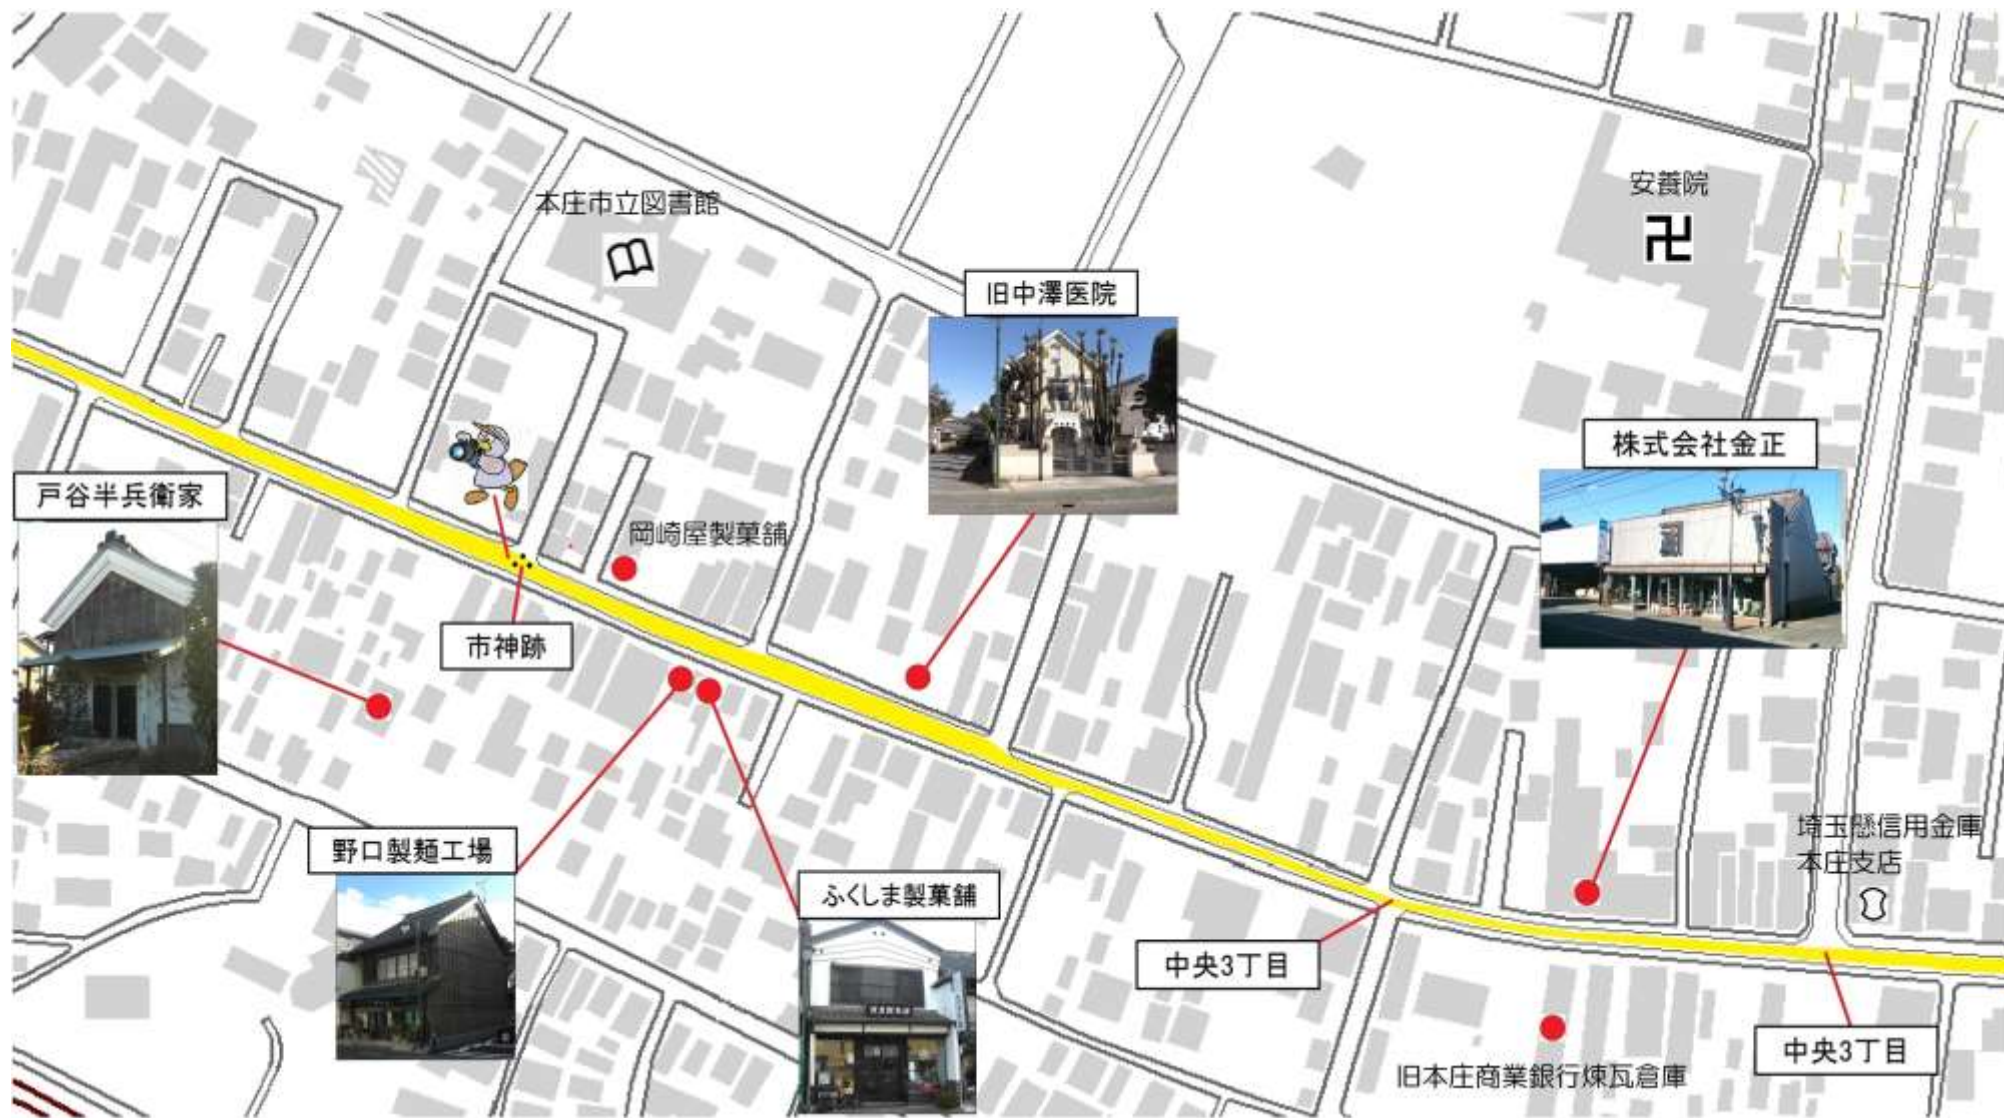 本庄市立図書館
安養院
旧中澤医院
株式会社金正
戸谷半兵衛家
岡崎屋製菓舗
市神跡
野口製麺工場
ふくしま製菓舗
埼玉懸信用金庫
本庄支店
中央3丁目
中央3丁目
旧本庄商業銀行煉瓦倉庫